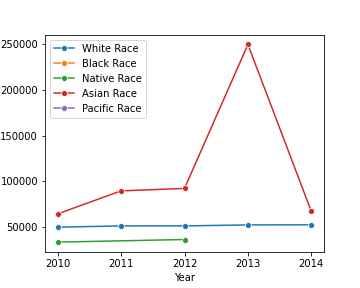 250000
200000
150000
100000
50000
White Race
Black Race
Native Race
Asian Race
Pacific Race
2010 2011 2012 2013 2014
Year